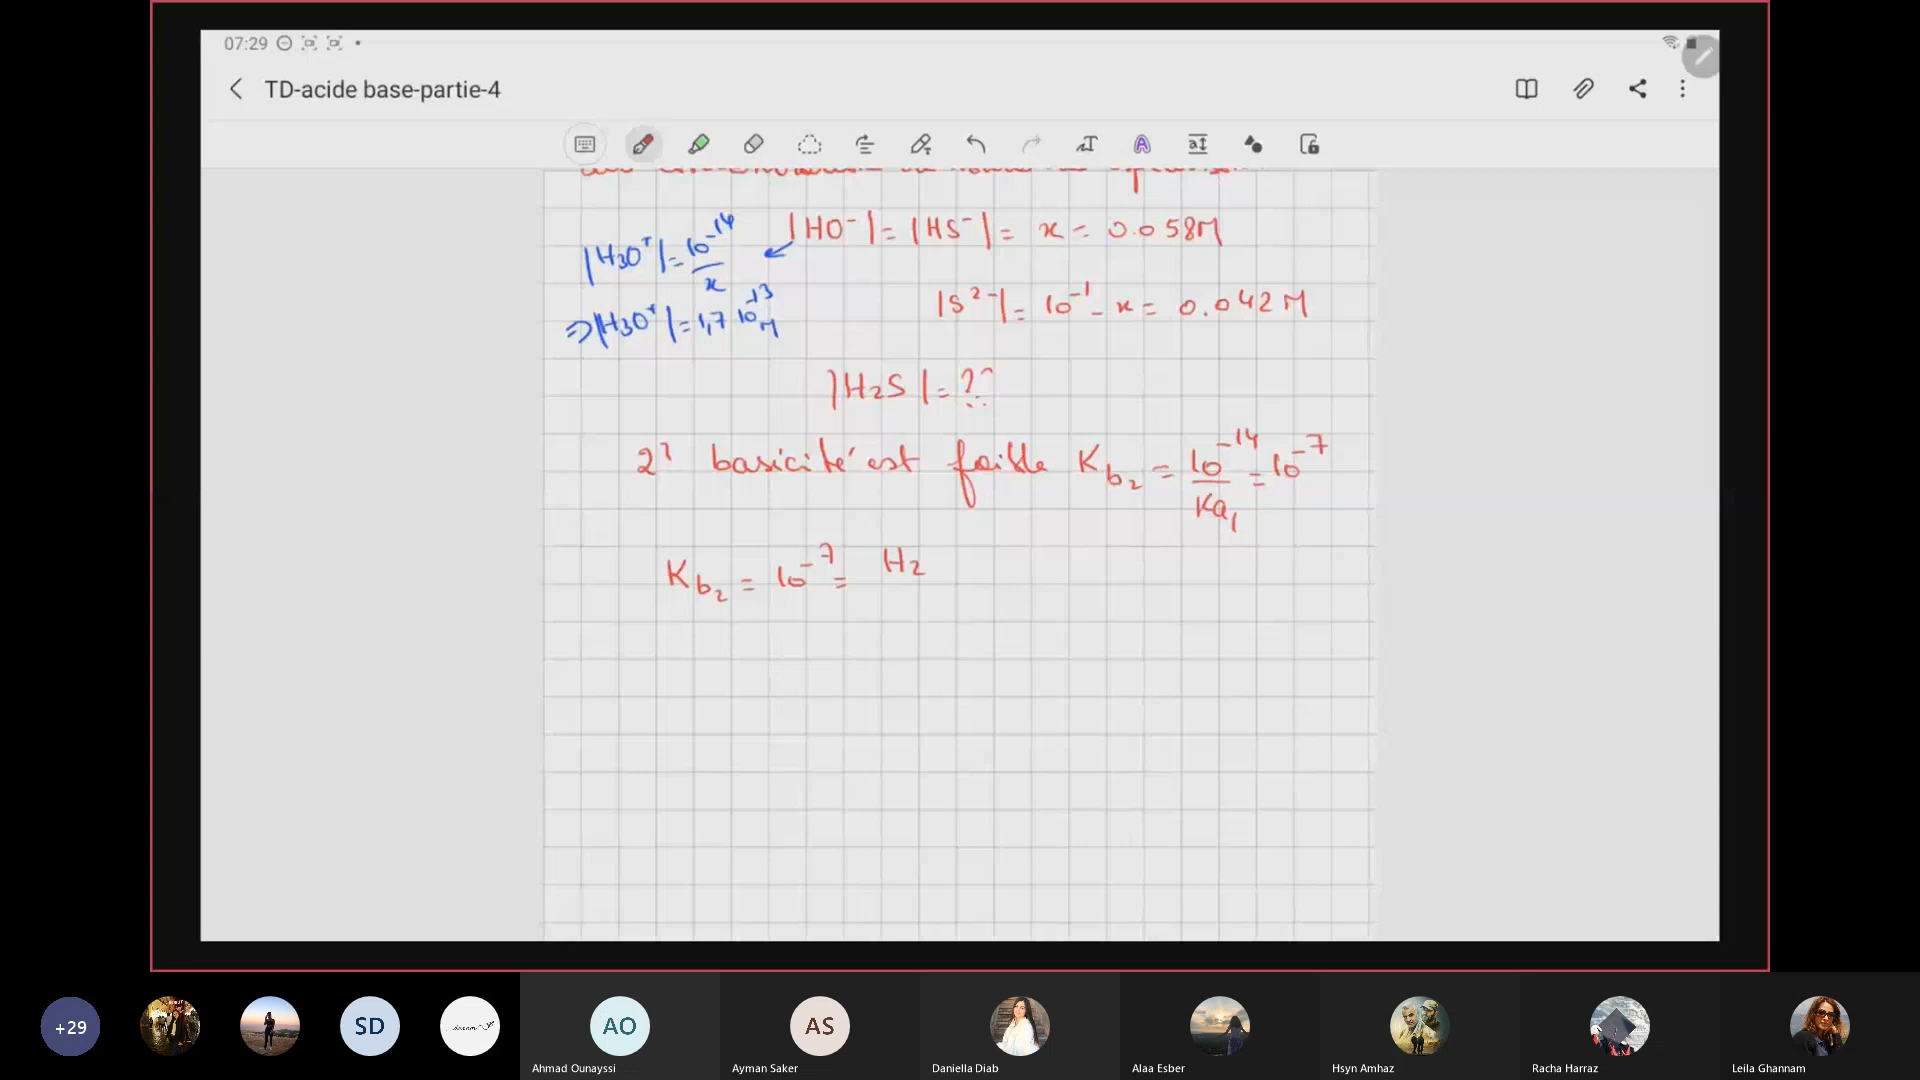 07:29
TD-acide base-partie-4
|H3O⁺| = 10⁻¹⁴/x
|HO⁻| = |HS⁻| = x = 0.058M
⇒ |H3O⁺| = 1,7 10⁻¹³ M
|S²⁻| = 10⁻¹ - x = 0.042 M
|H2S| = ??
2? basicité est faible Kb₂ = 10⁻¹⁴/Ka₁ = 10⁻⁷
Kb₂ = 10⁻⁷ = H2
+29
SD
dream
AO
AS
Ahmad Ounayssi
Ayman Saker
Daniella Diab
Alaa Esber
Hsyn Amhaz
Racha Harraz
Leila Ghannam